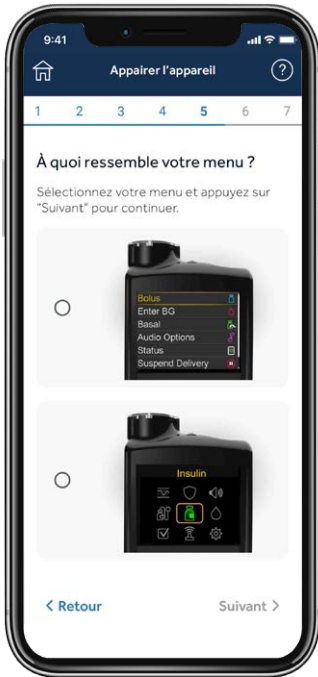 9:41
Appairer l'appareil
?
1 2 3 4 5 6 7
À quoi ressemble votre menu ?
Sélectionnez votre menu et appuyez sur
"Suivant" pour continuer.
Bolus
Enter BG
Basal
Audio Options
Status
Suspend Delivery
Insulin
< Retour
Suivant >